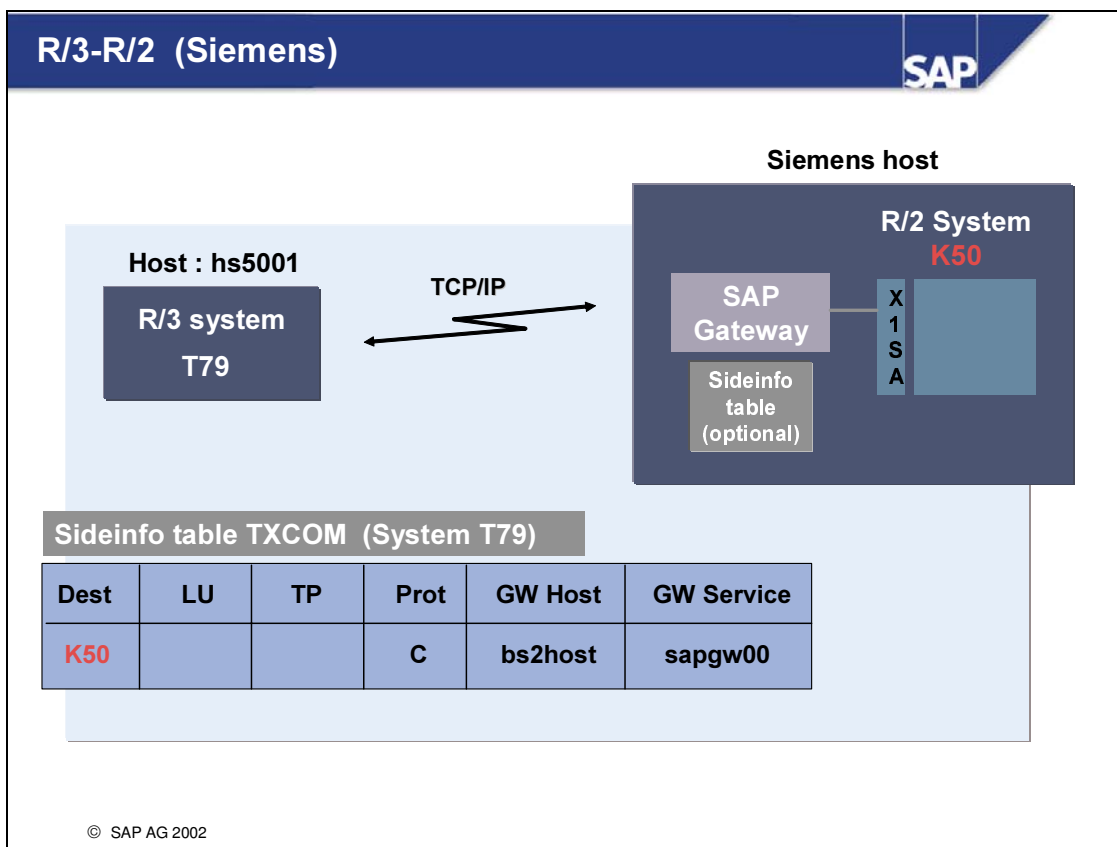 R/3-R/2 (Siemens)
SAP
Siemens host
R/2 System
K50
Host : hs5001
TCP/IP
R/3 system
T79
SAP
Gateway
X
1
S
A
Sideinfo
table
(optional)
Sideinfo table TXCOM (System T79)
Dest LU TP Prot GW Host GW Service
K50 C bs2host sapgw00
© SAP AG 2002